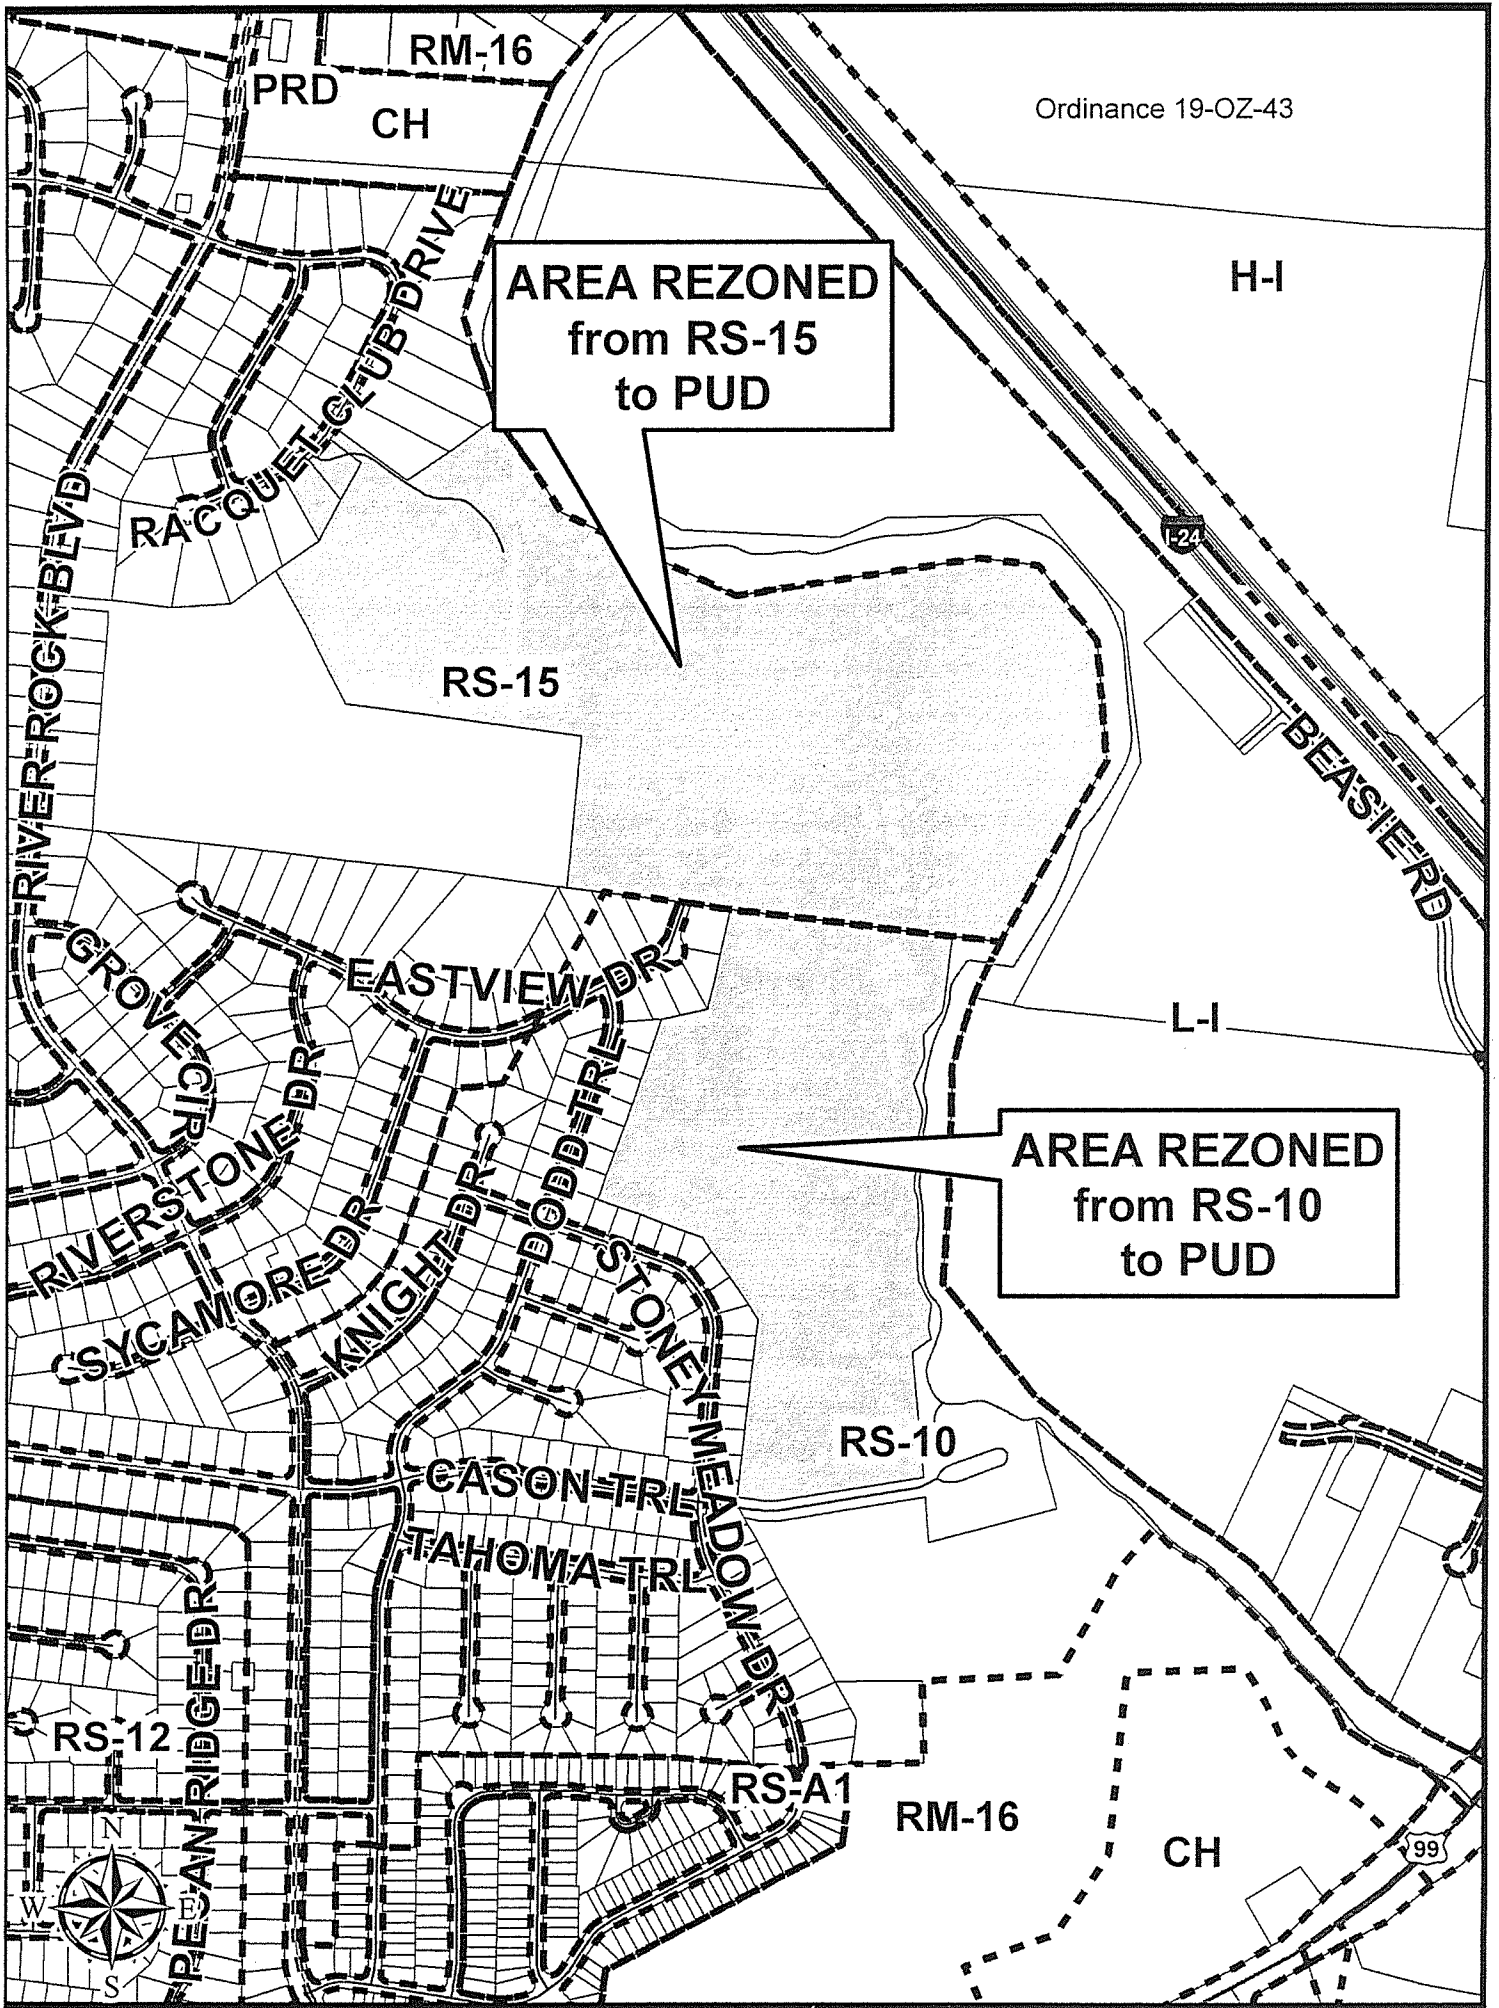 RM-16
PRD
CH
Ordinance 19-OZ-43
H-I
AREA REZONED
from RS-15
to PUD
RACQUET CLUB DRIVE
RIVER ROCK BLVD
I-24
RS-15
BEASIE RD
GROVE CIR
EASTVIEW DR
L-I
RIVERSTONE DR
DODD TRL
AREA REZONED
from RS-10
to PUD
SYCAMORE DR
KNIGHT DR
STONEY MEADOW DR
RS-10
CASON TRL
TAHOMA TRL
PECAN RIDGE DR
RS-12
RS-A1
RM-16
CH
99
N
W
E
S